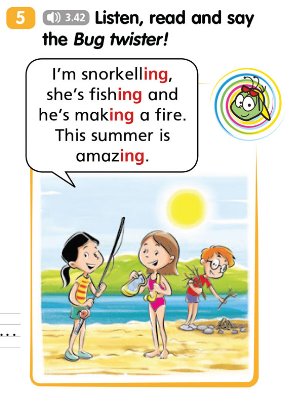 5 3.42 Listen, read and say
the Bug twister!
I'm snorkelling,
she's fishing and
he's making a fire.
This summer is
amazing.
...